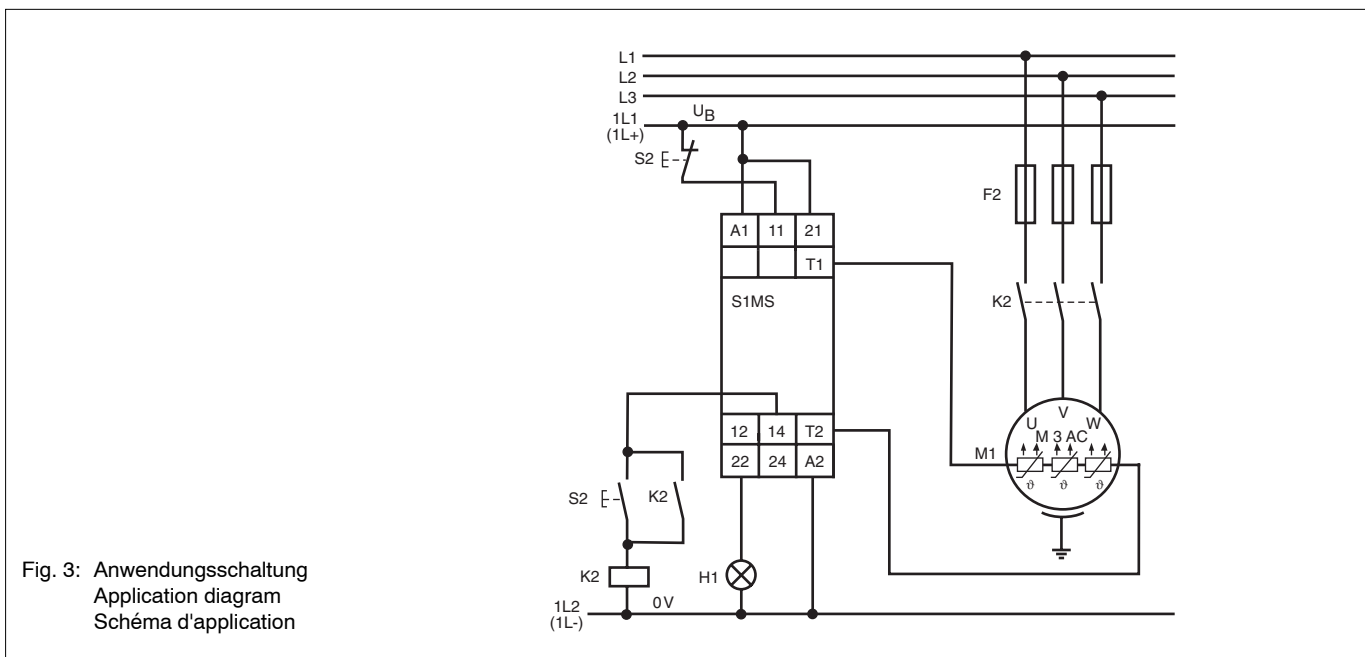 L1
L2
L3
1L1
(1L+)
U_B
S2
F2
A1 11 21
T1
S1MS
K2
12 14 T2
22 24 A2
U V W
M 3 AC
M1
ϑ ϑ ϑ
S2
K2
K2
H1
0 V
1L2
(1L-)
Fig. 3: Anwendungsschaltung
Application diagram
Schéma d'application